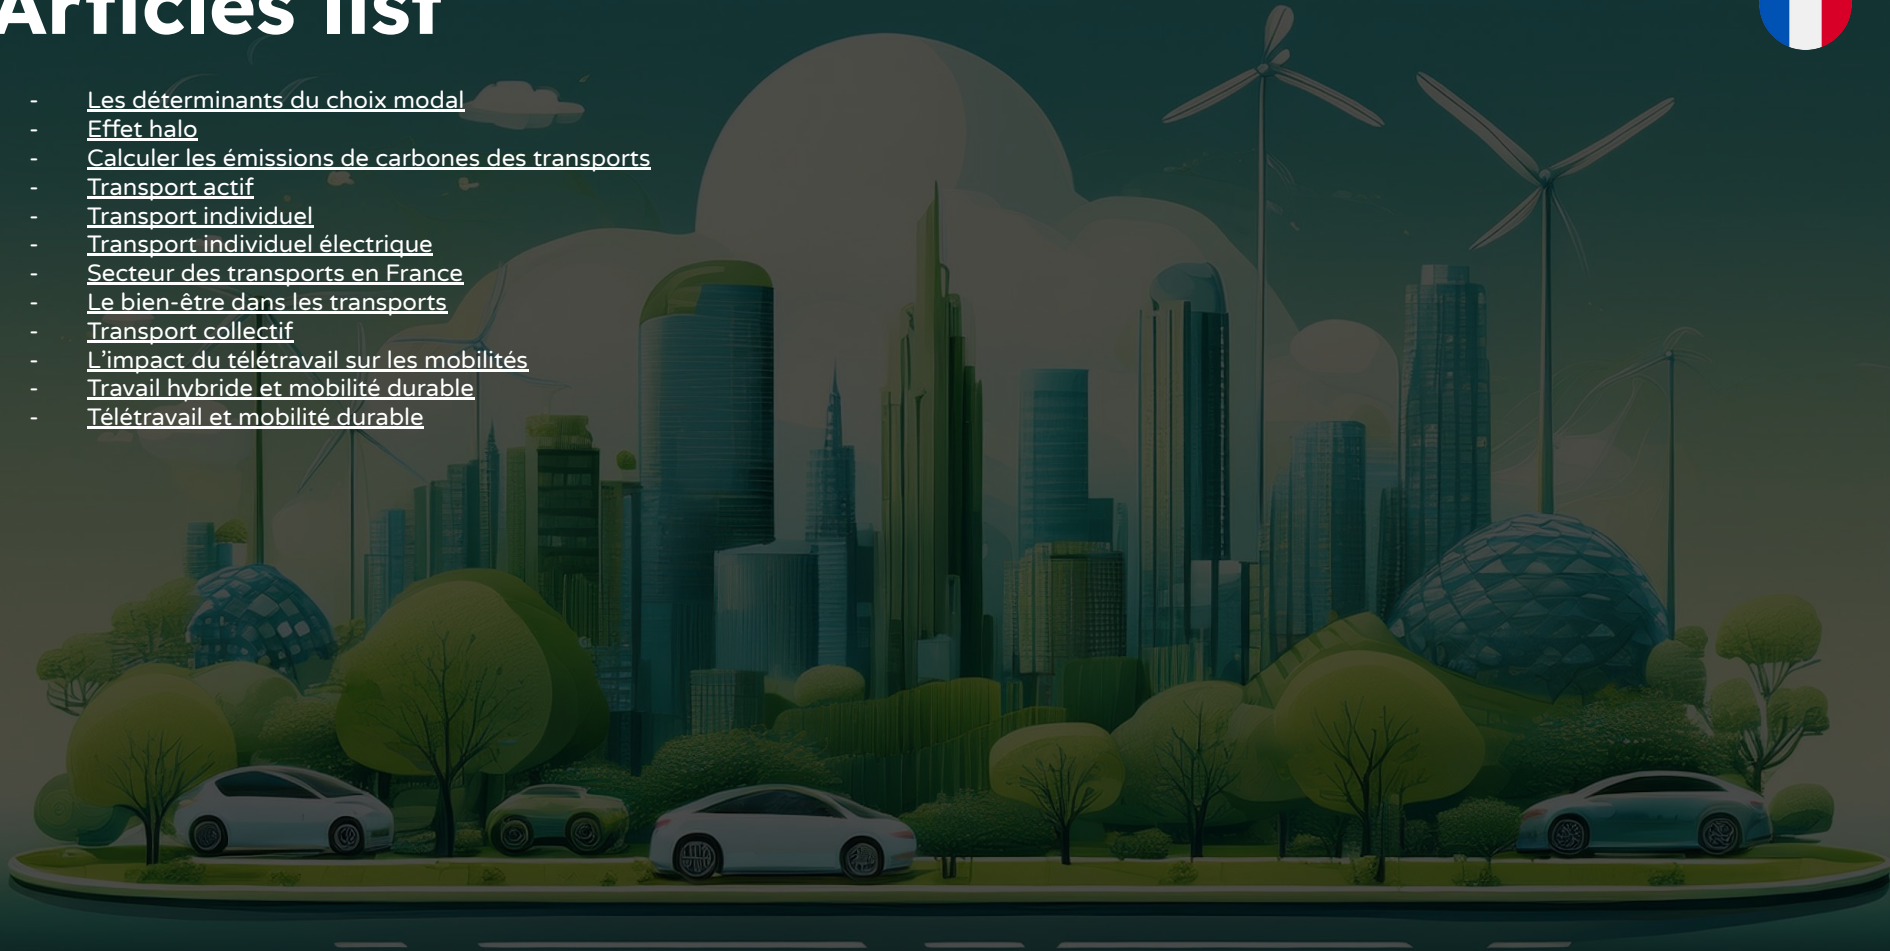 Articles list
- Les déterminants du choix modal
- Effet halo
- Calculer les émissions de carbones des transports
- Transport actif
- Transport individuel
- Transport individuel électrique
- Secteur des transports en France
- Le bien-être dans les transports
- Transport collectif
- L’impact du télétravail sur les mobilités
- Travail hybride et mobilité durable
- Télétravail et mobilité durable